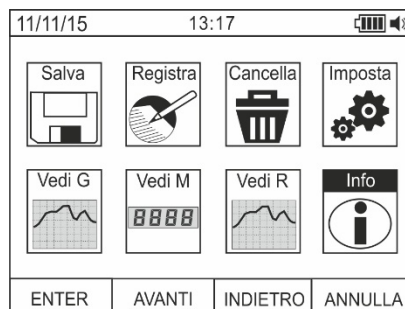 11/11/15 13:17
Salva Registra Cancella Imposta
Vedi G Vedi M Vedi R Info
8888
ENTER AVANTI INDIETRO ANNULLA